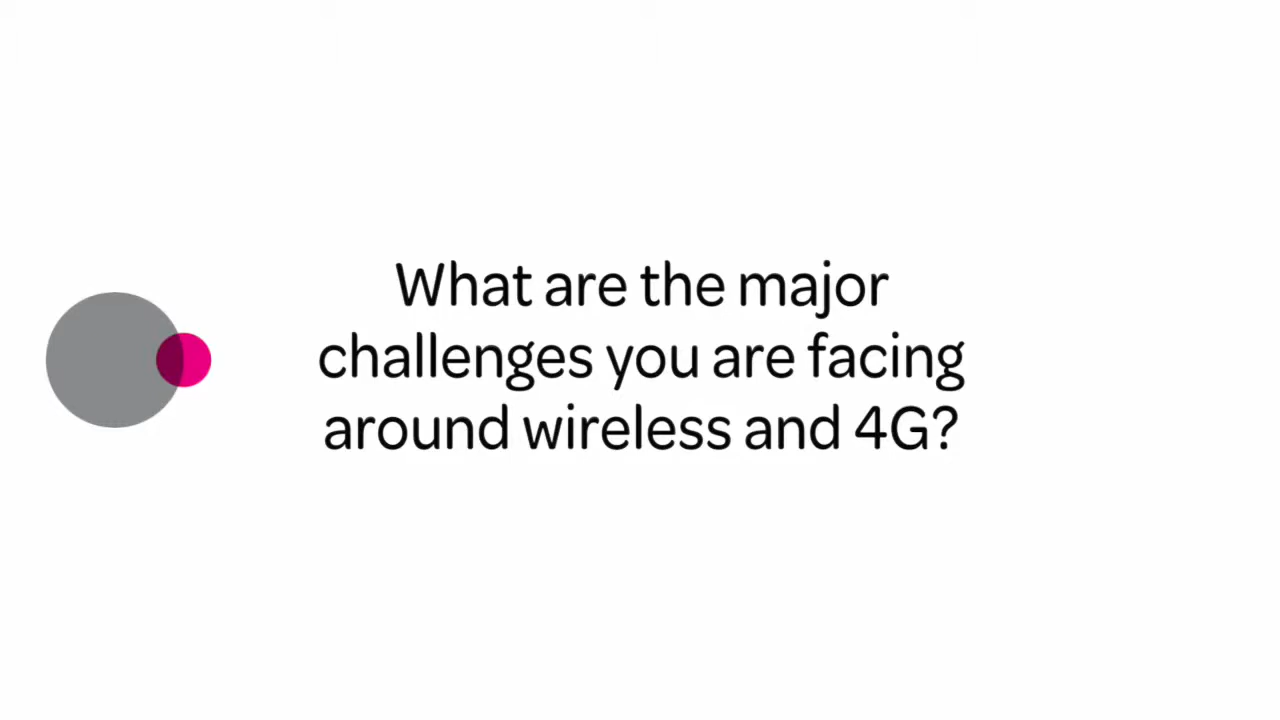 What are the major
challenges you are facing
around wireless and 4G?